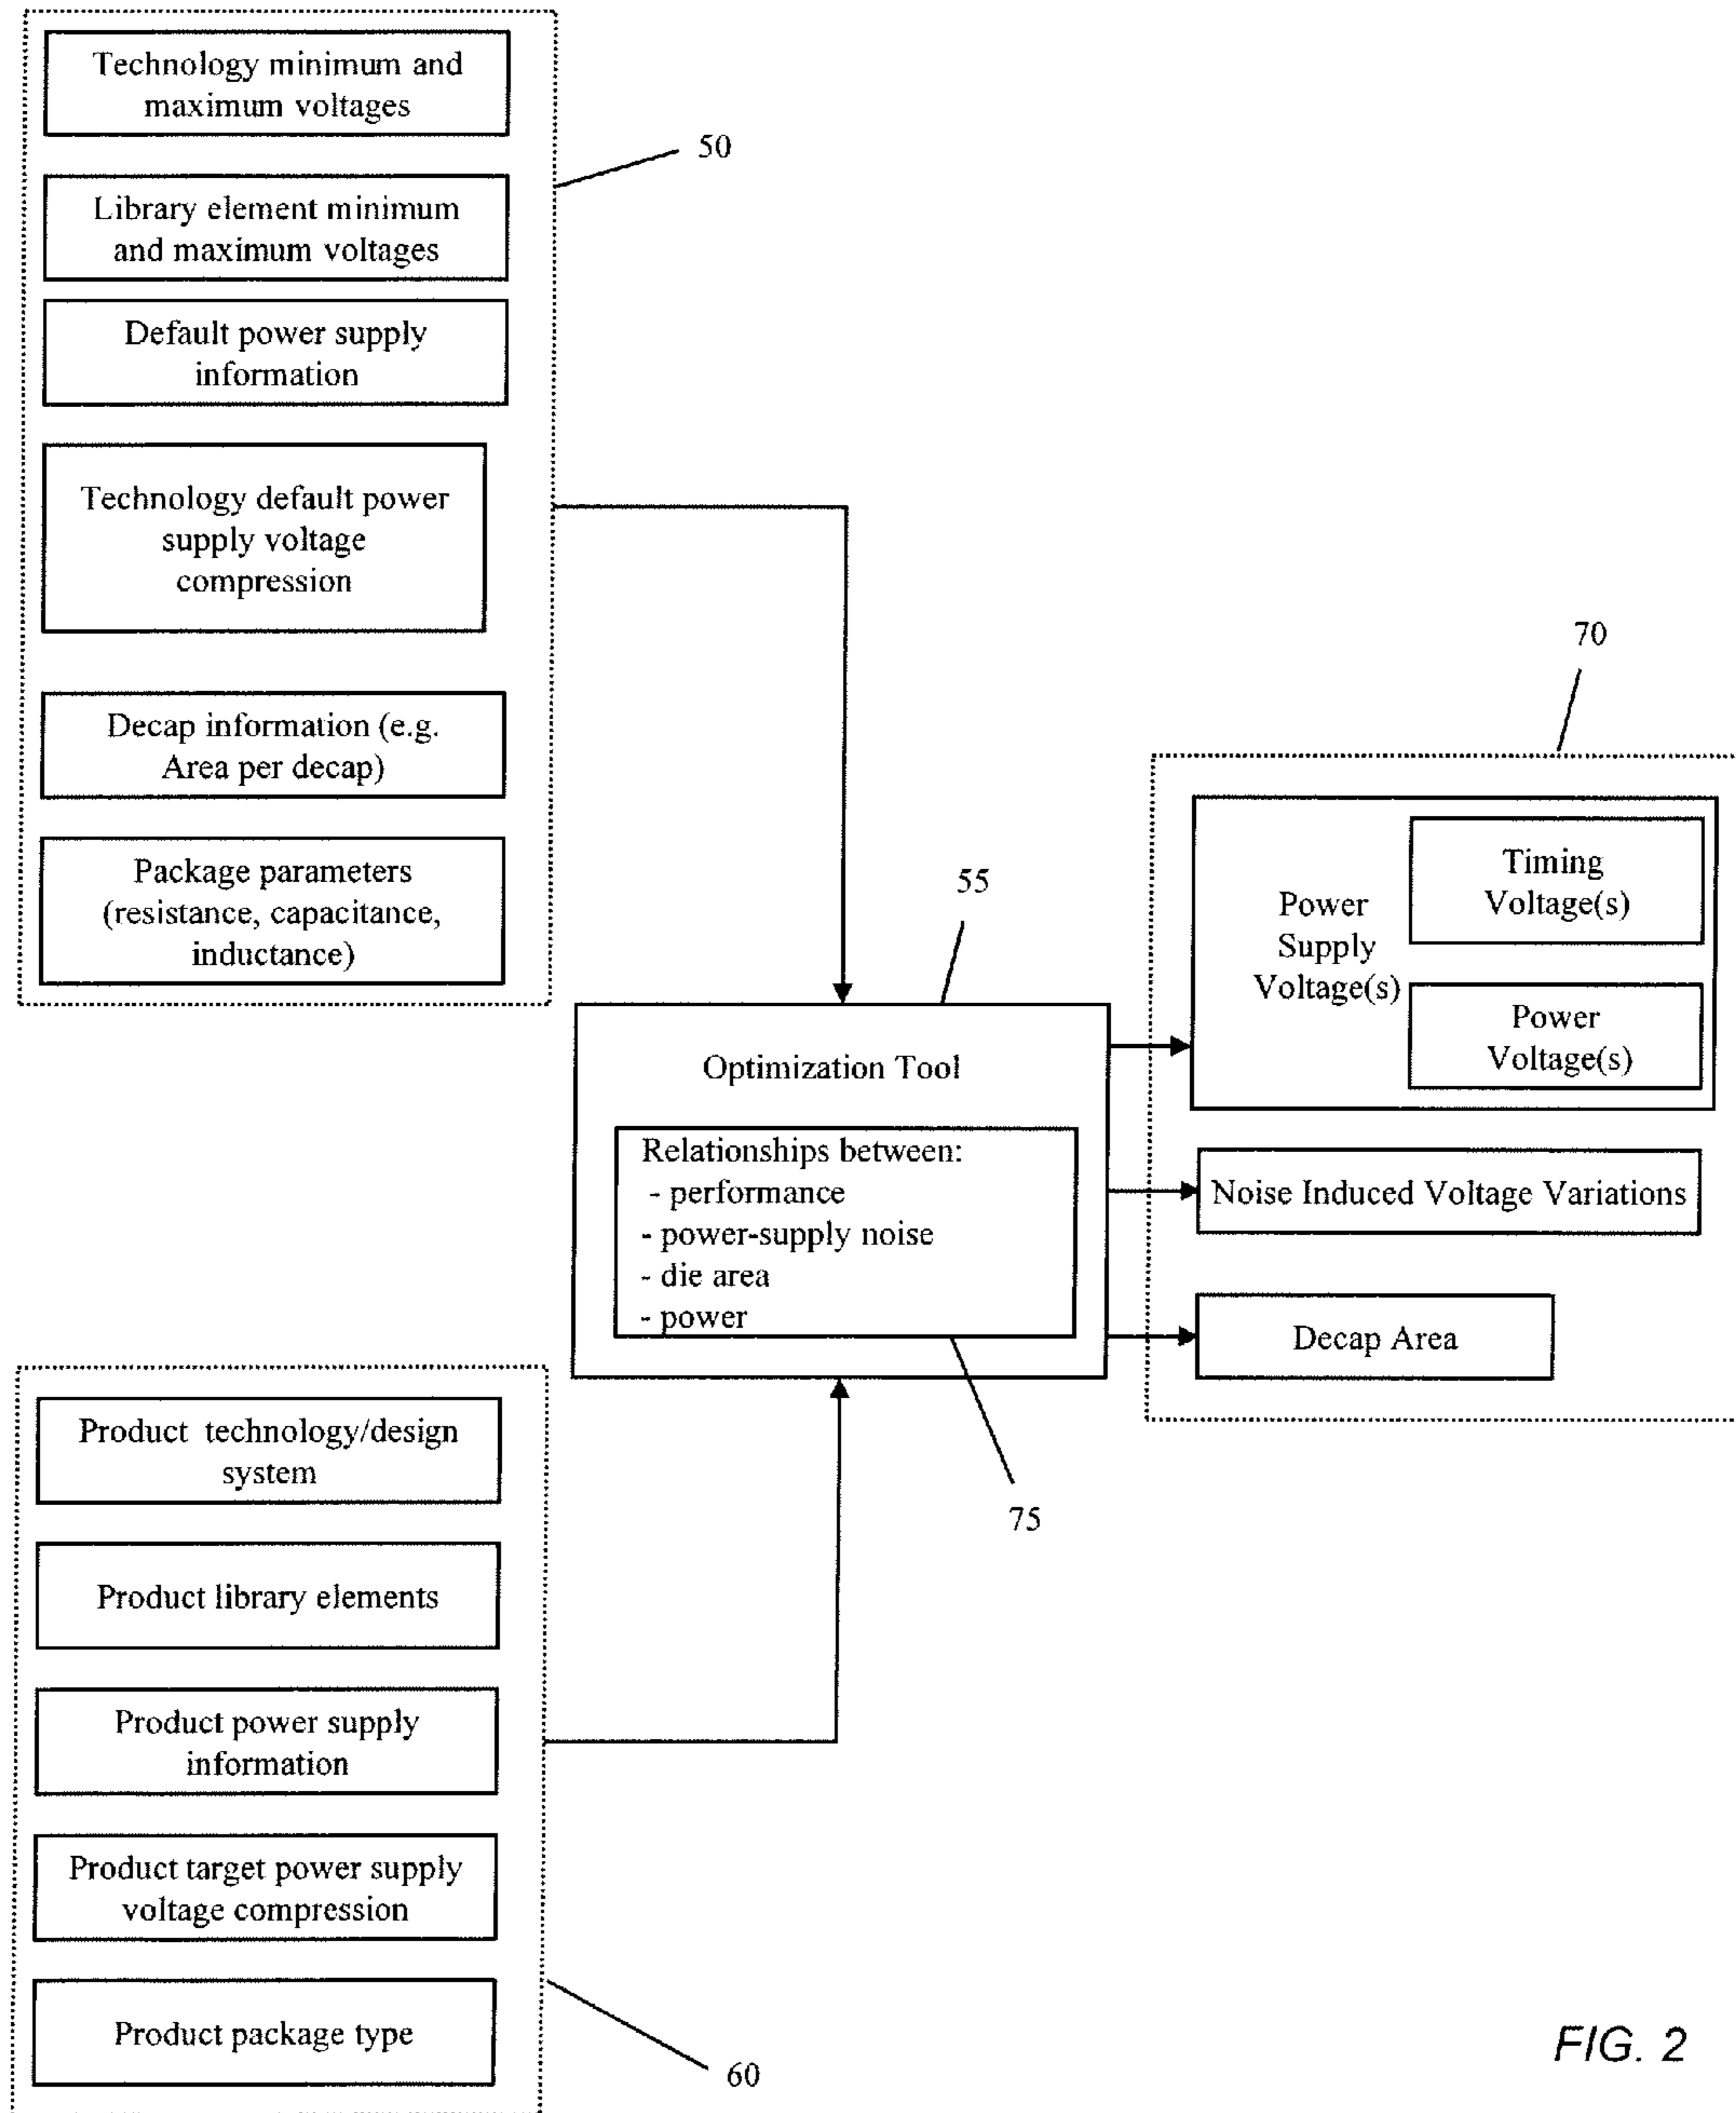 Technology minimum and
maximum voltages
Library element minimum
and maximum voltages
Default power supply
information
Technology default power
supply voltage
compression
Decap information (e.g.
Area per decap)
Package parameters
(resistance, capacitance,
inductance)
50
55
Optimization Tool
Relationships between:
- performance
- power-supply noise
- die area
- power
75
70
Power
Supply
Voltage(s)
Timing
Voltage(s)
Power
Voltage(s)
Noise Induced Voltage Variations
Decap Area
Product technology/design
system
Product library elements
Product power supply
information
Product target power supply
voltage compression
Product package type
60
FIG. 2